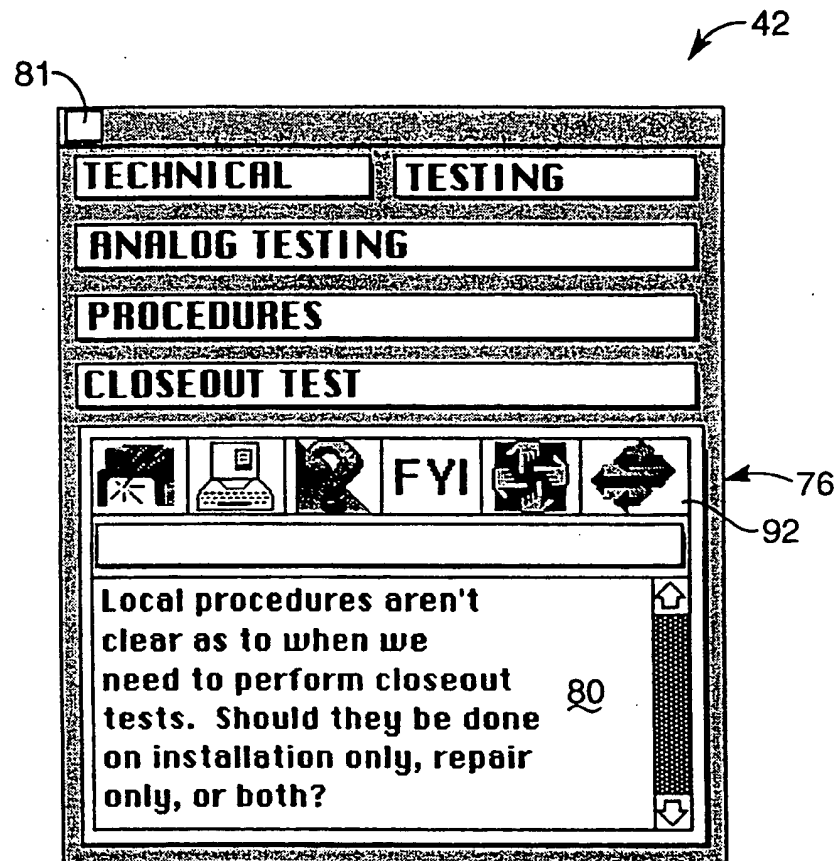 42
81
TECHNICAL TESTING
ANALOG TESTING
PROCEDURES
CLOSEOUT TEST
FYI
76
92
Local procedures aren't
clear as to when we
need to perform closeout
tests. Should they be done
on installation only, repair
only, or both?
80